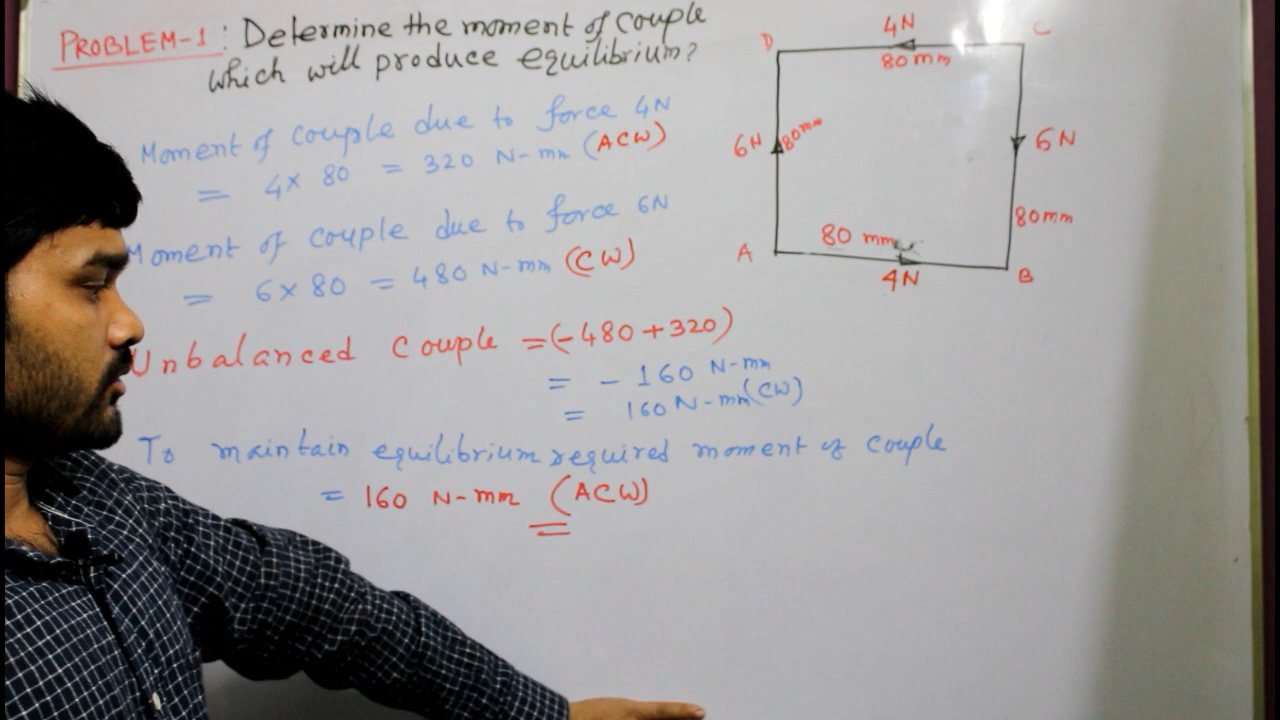 PROBLEM-1: Determine the moment of couple
which will produce equilibrium?
Moment of couple due to force 4N
= 4x 80 = 320 N-mm (ACW)
Moment of couple due to force 6N
= 6x80 = 480 N-mm (CW)
Unbalanced couple = (-480+320)
= - 160 N-mm
= 160 N-mm (CW)
To maintain equilibrium required moment of couple
= 160 N-mm (ACW)
4N
D
C
80 mm
6N
80mm
6N
80mm
80 mm
A
B
4N